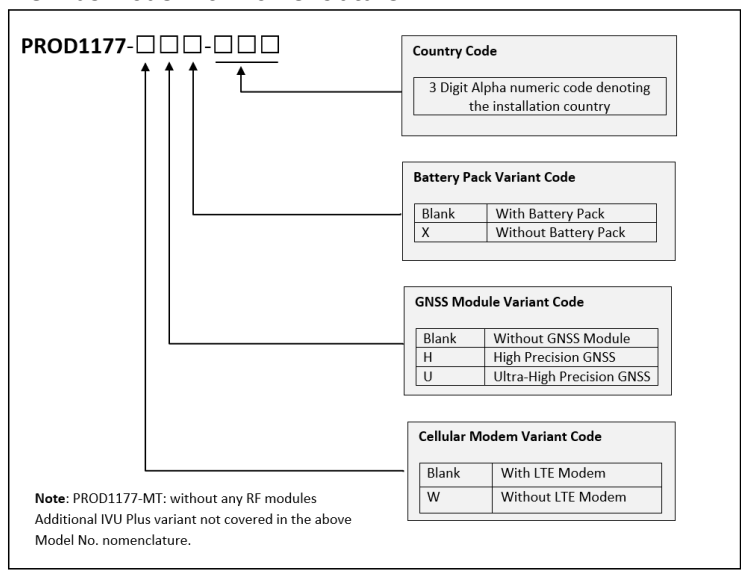 PROD1177-□□□-□□□
Country Code
3 Digit Alpha numeric code denoting
the installation country
Battery Pack Variant Code
Blank With Battery Pack
X Without Battery Pack
GNSS Module Variant Code
Blank Without GNSS Module
H High Precision GNSS
U Ultra-High Precision GNSS
Cellular Modem Variant Code
Blank With LTE Modem
W Without LTE Modem
Note: PROD1177-MT: without any RF modules
Additional IVU Plus variant not covered in the above
Model No. nomenclature.